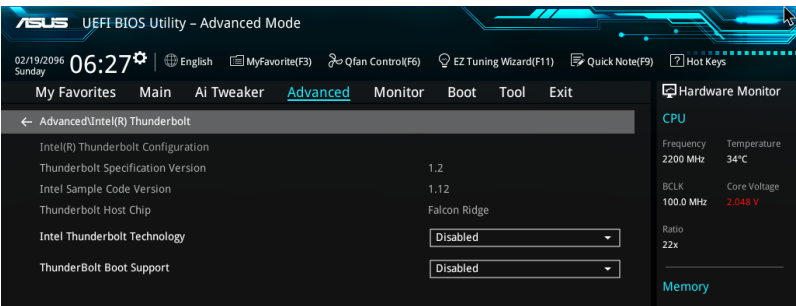 ASUS UEFI BIOS Utility – Advanced Mode
02/19/2096
Sunday
06:27
English
MyFavorite(F3)
Qfan Control(F6)
EZ Tuning Wizard(F11)
Quick Note(F9)
? Hot Keys
My Favorites Main Ai Tweaker Advanced Monitor Boot Tool Exit
Hardware Monitor
← Advanced\Intel(R) Thunderbolt
Intel(R) Thunderbolt Configuration
Thunderbolt Specification Version 1.2
Intel Sample Code Version 1.12
Thunderbolt Host Chip Falcon Ridge
Intel Thunderbolt Technology Disabled
ThunderBolt Boot Support Disabled
CPU
Frequency Temperature
2200 MHz 34°C
BCLK Core Voltage
100.0 MHz 2.048 V
Ratio
22x
Memory